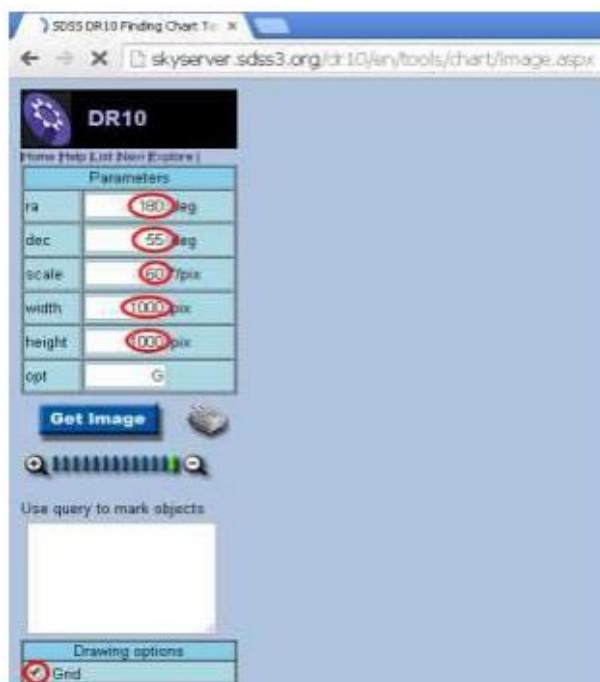 SDSS DR10 Finding Chart To
skyserver.sdss3.org/dr10/en/tools/chart/image.aspx
DR10
Home Help List Navi Explore |
Parameters
ra 180 deg
dec 55 deg
scale 60 "/pix
width 1000 pix
height 1000 pix
opt G
Get Image
Use query to mark objects
Drawing options
Grid